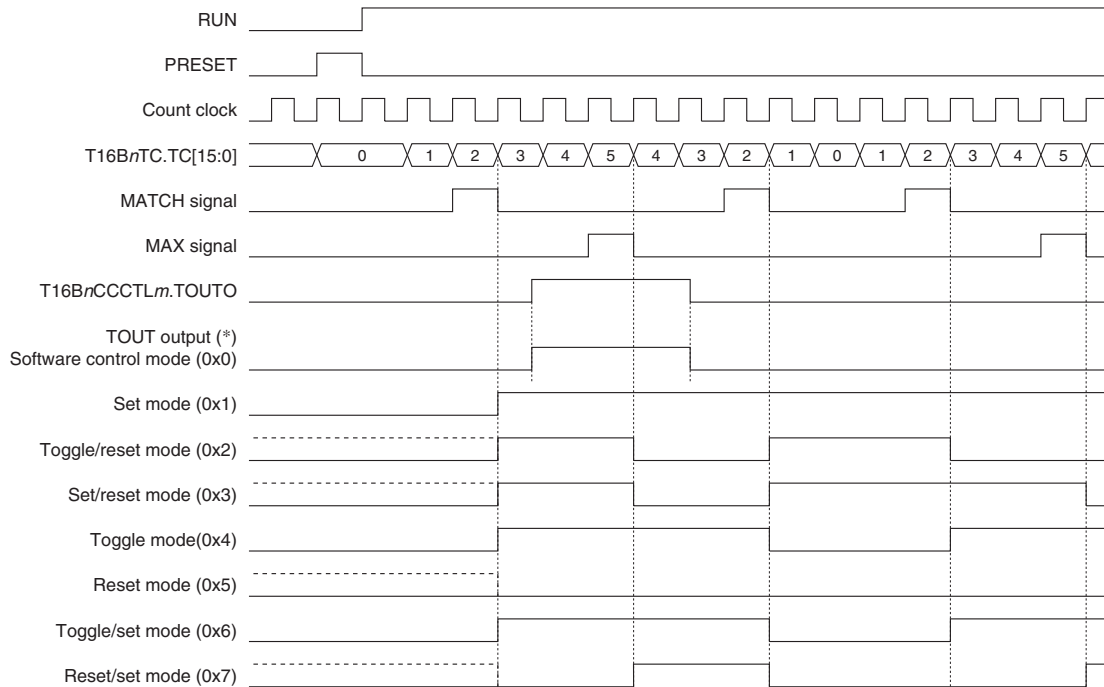 RUN
PRESET
Count clock
T16BnTC.TC[15:0] 0 1 2 3 4 5 4 3 2 1 0 1 2 3 4 5
MATCH signal
MAX signal
T16BnCCCTLm.TOUTO
TOUT output (*)
Software control mode (0x0)
Set mode (0x1)
Toggle/reset mode (0x2)
Set/reset mode (0x3)
Toggle mode(0x4)
Reset mode (0x5)
Toggle/set mode (0x6)
Reset/set mode (0x7)